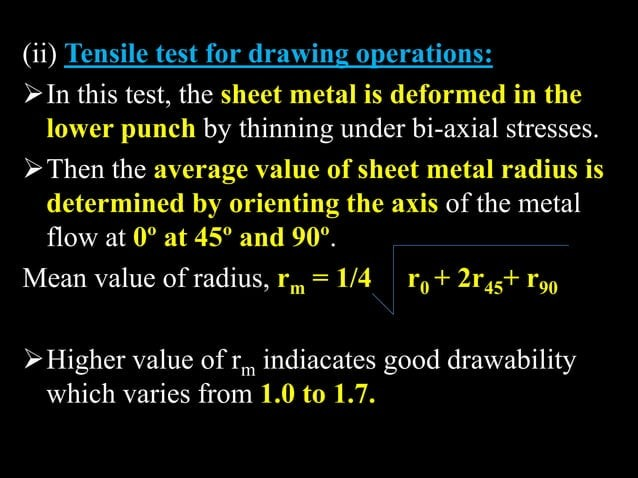 (ii) Tensile test for drawing operations:
➢In this test, the sheet metal is deformed in the
lower punch by thinning under bi-axial stresses.
➢Then the average value of sheet metal radius is
determined by orienting the axis of the metal
flow at 0º at 45º and 90º.
Mean value of radius, rm = 1/4 √ r0 + 2r45+ r90
➢Higher value of rm indiacates good drawability
which varies from 1.0 to 1.7.